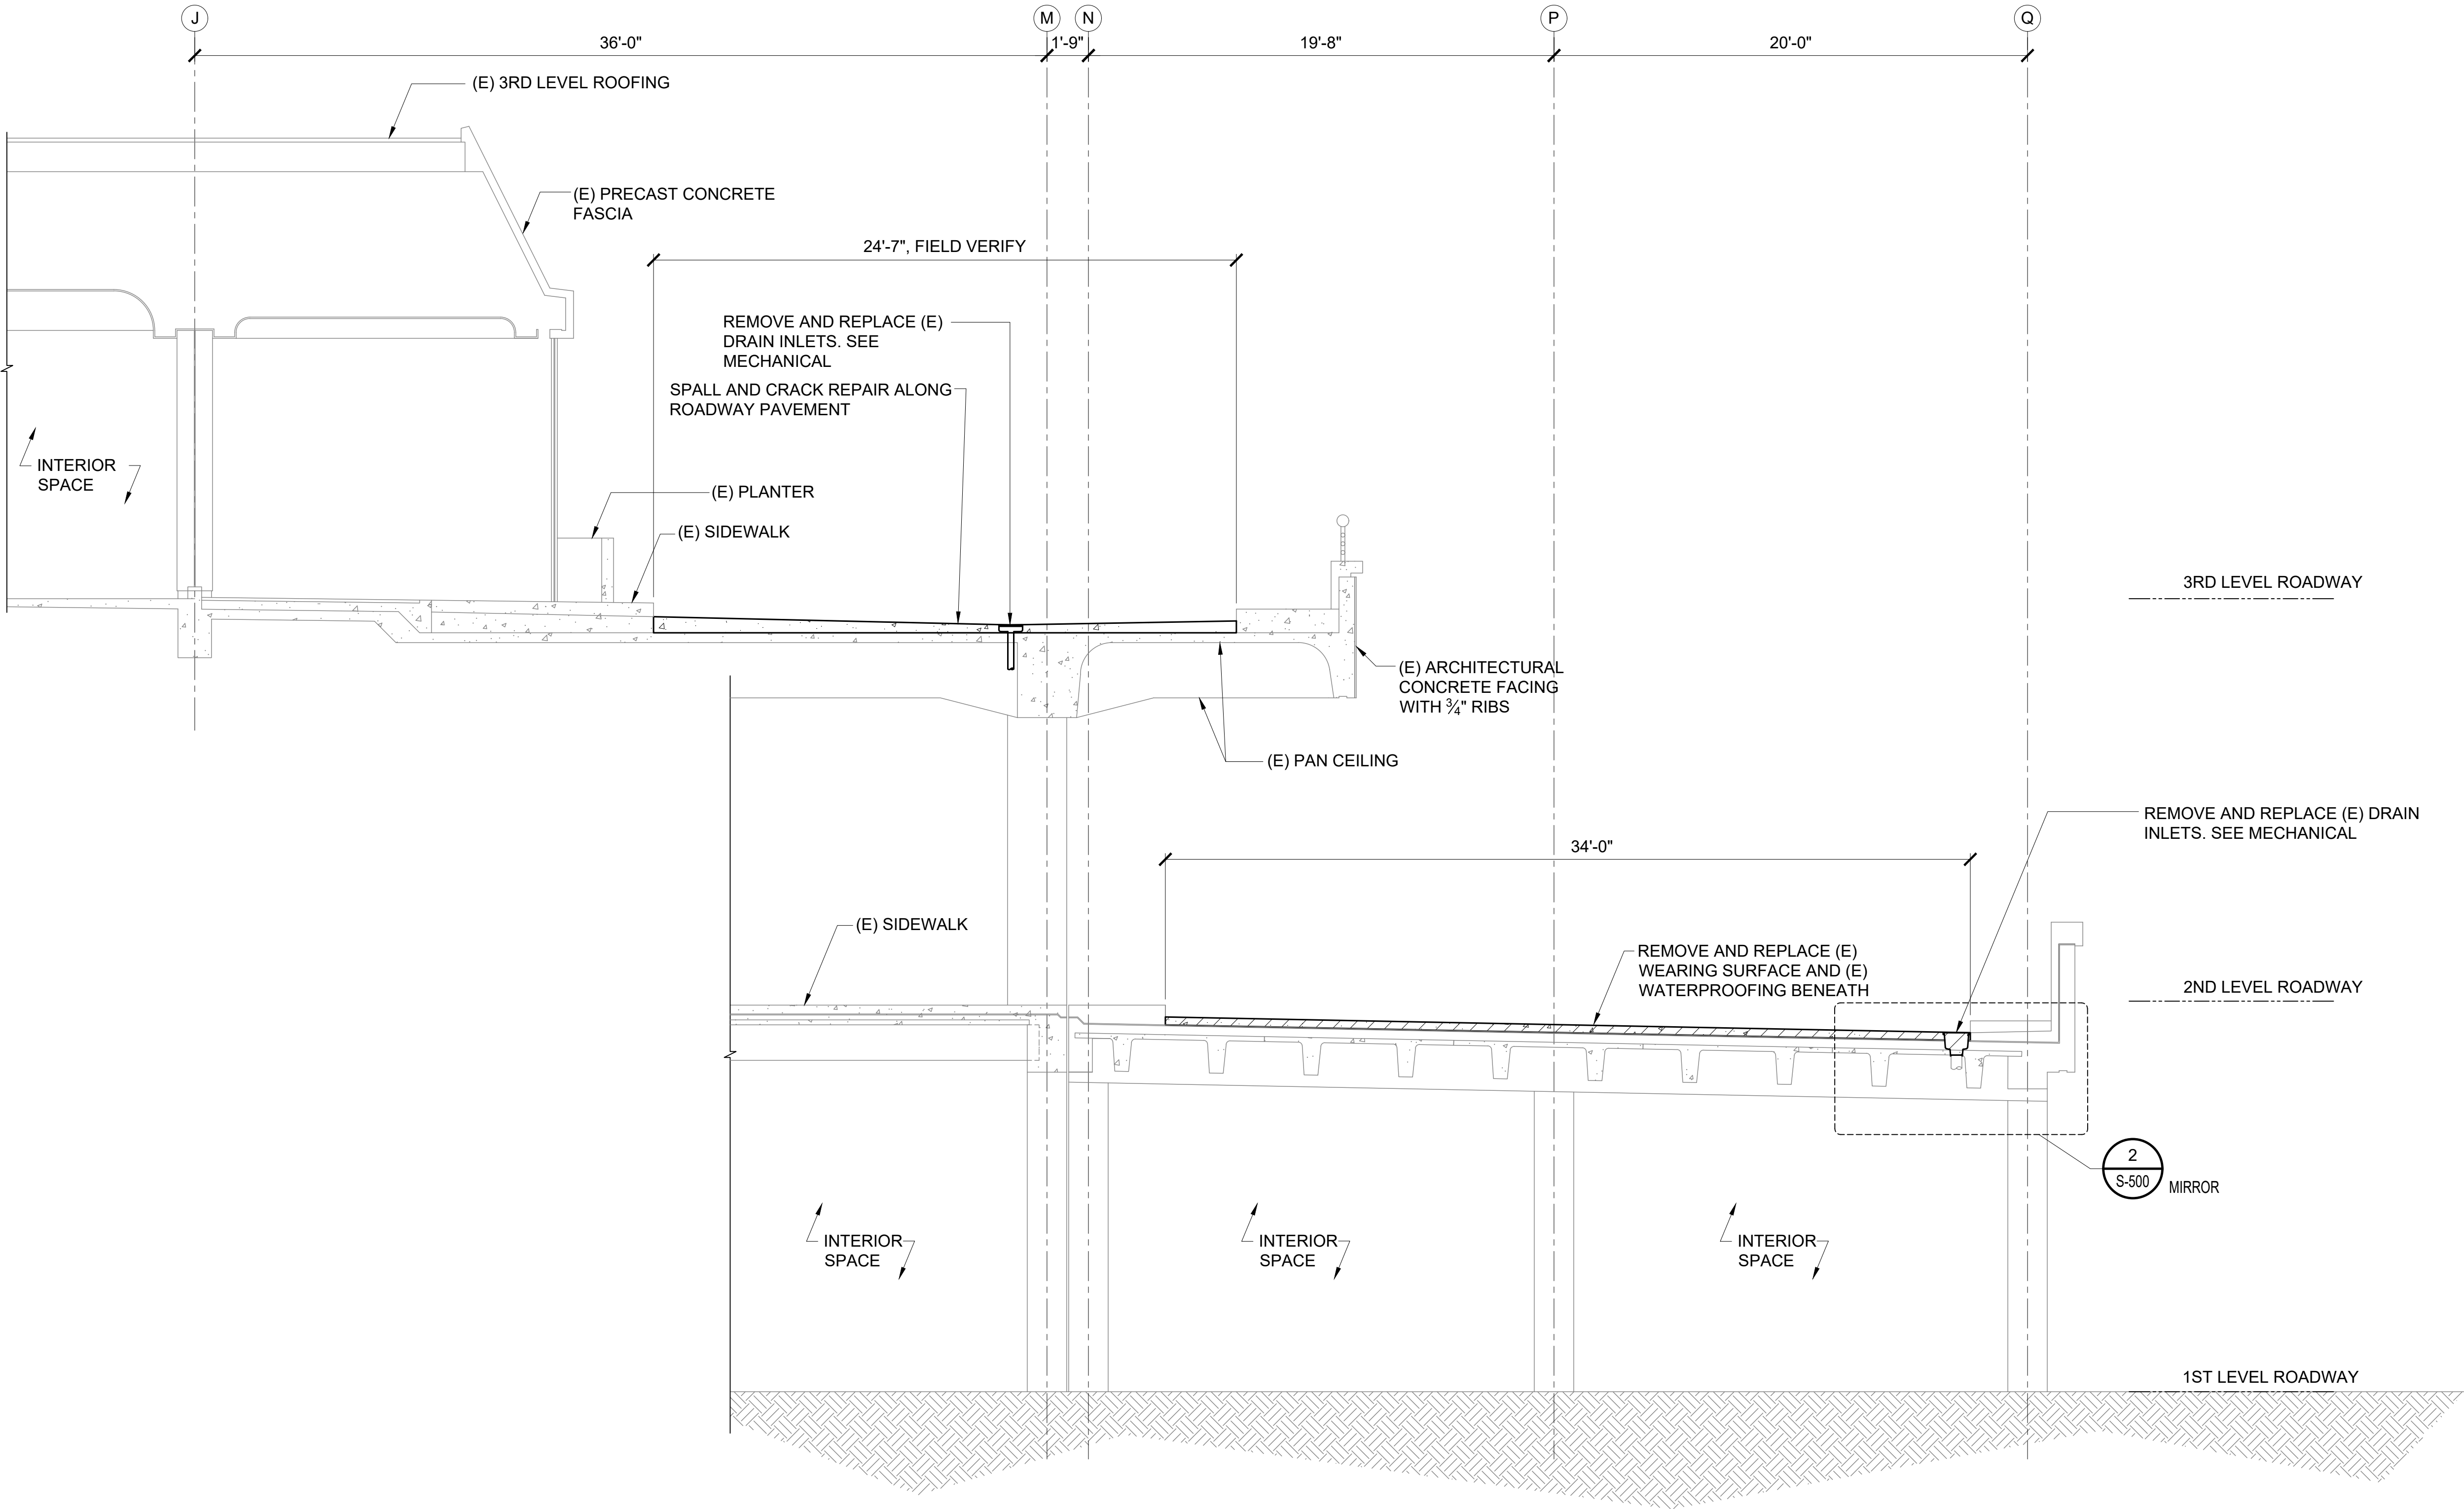 J
M
N
P
Q
36'-0"
1'-9"
19'-8"
20'-0"
(E) 3RD LEVEL ROOFING
(E) PRECAST CONCRETE
FASCIA
24'-7", FIELD VERIFY
REMOVE AND REPLACE (E)
DRAIN INLETS. SEE
MECHANICAL
SPALL AND CRACK REPAIR ALONG
ROADWAY PAVEMENT
INTERIOR
SPACE
(E) PLANTER
(E) SIDEWALK
3RD LEVEL ROADWAY
(E) ARCHITECTURAL
CONCRETE FACING
WITH ¾" RIBS
(E) PAN CEILING
REMOVE AND REPLACE (E) DRAIN
INLETS. SEE MECHANICAL
34'-0"
(E) SIDEWALK
REMOVE AND REPLACE (E)
WEARING SURFACE AND (E)
WATERPROOFING BENEATH
2ND LEVEL ROADWAY
2
S-500
MIRROR
INTERIOR
SPACE
INTERIOR
SPACE
INTERIOR
SPACE
1ST LEVEL ROADWAY